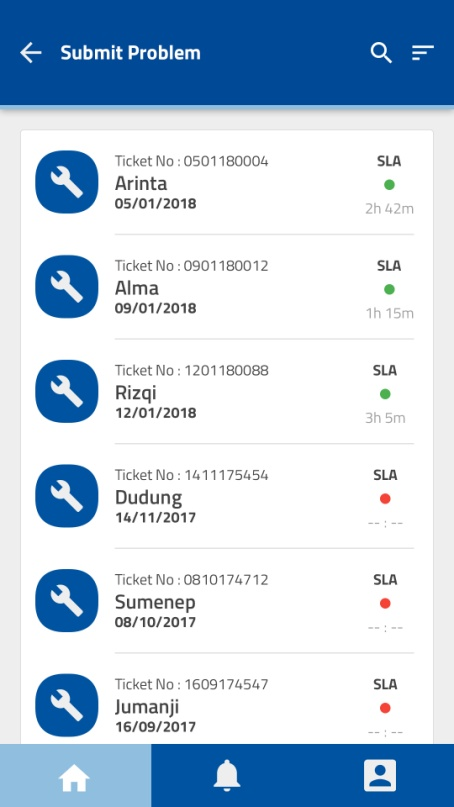 Submit Problem
Ticket No : 0501180004
SLA
Arinta
05/01/2018
2h 42m
Ticket No : 0901180012
SLA
Alma
09/01/2018
1h 15m
Ticket No : 1201180088
SLA
Rizqi
12/01/2018
3h 5m
Ticket No : 1411175454
SLA
Dudung
14/11/2017
-- : --
Ticket No : 0810174712
SLA
Sumenep
08/10/2017
-- : --
Ticket No : 1609174547
SLA
Jumanji
16/09/2017
-- : --